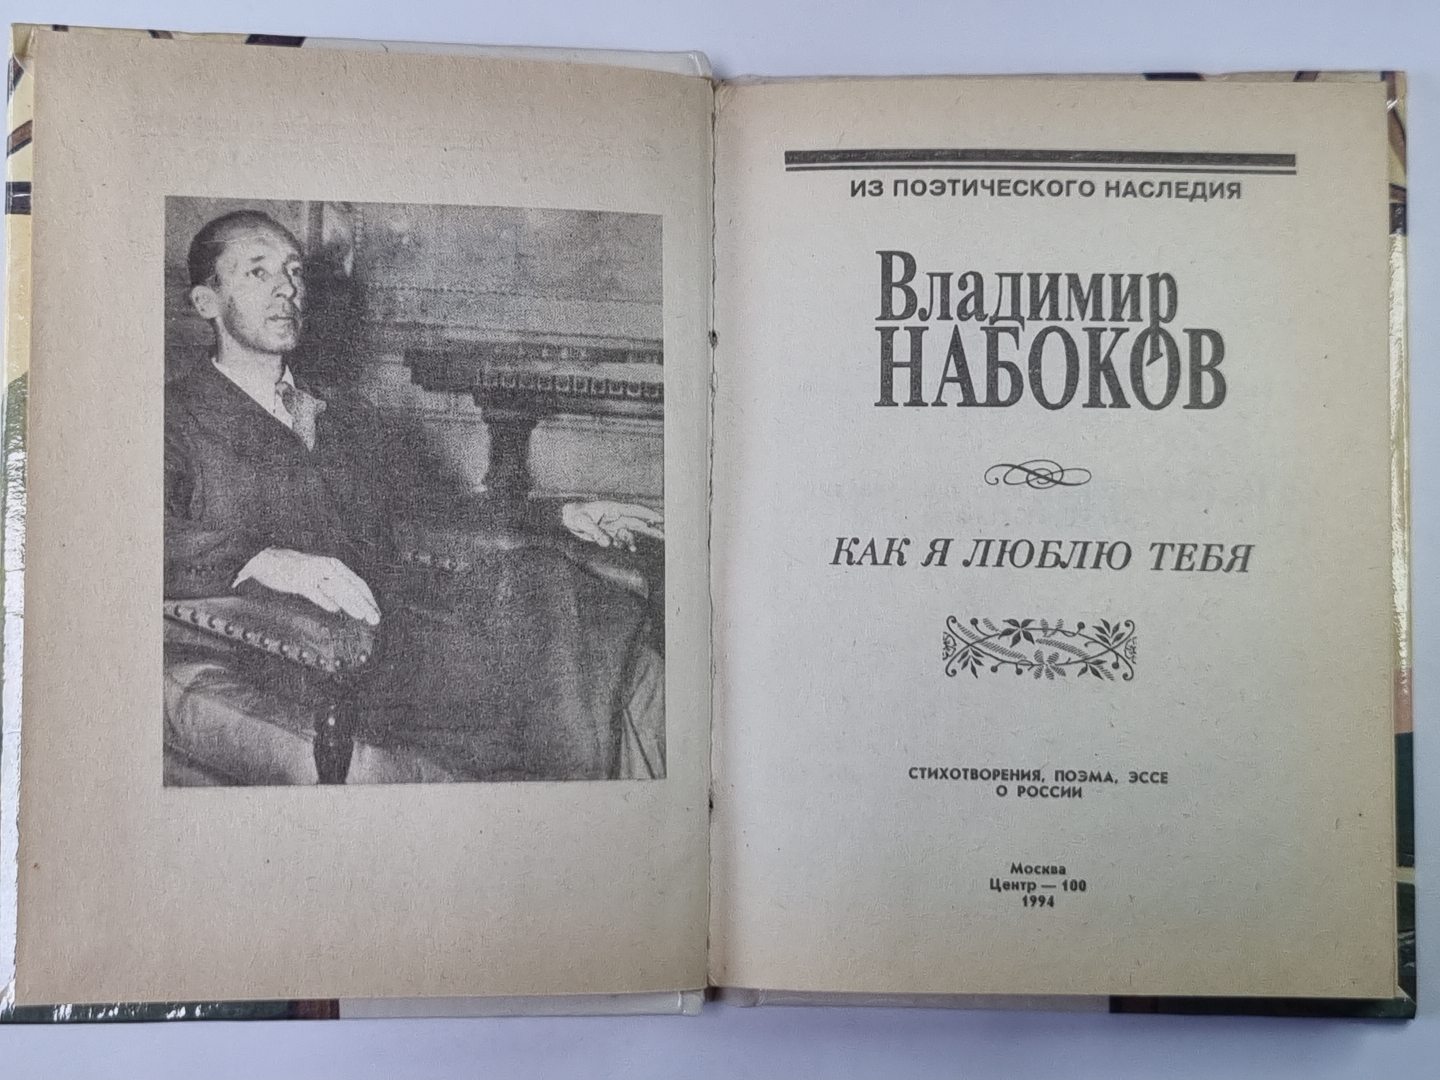 ИЗ ПОЭТИЧЕСКОГО НАСЛЕДИЯ
Владимир
НАБОКОВ
КАК Я ЛЮБЛЮ ТЕБЯ
СТИХОТВОРЕНИЯ, ПОЭМА, ЭССЕ
О РОССИИ
Москва
Центр — 100
1994